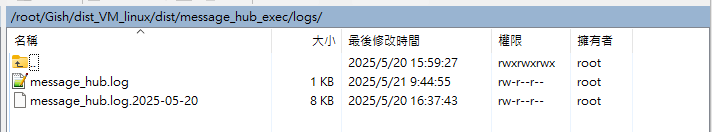 /root/Gish/dist_VM_linux/dist/message_hub_exec/logs/
名稱 大小 最後修改時間 權限 擁有者
.. 2025/5/20 15:59:27 rwxrwxrwx root
message_hub.log 1 KB 2025/5/21 9:44:55 rw-r--r-- root
message_hub.log.2025-05-20 8 KB 2025/5/20 16:37:43 rw-r--r-- root